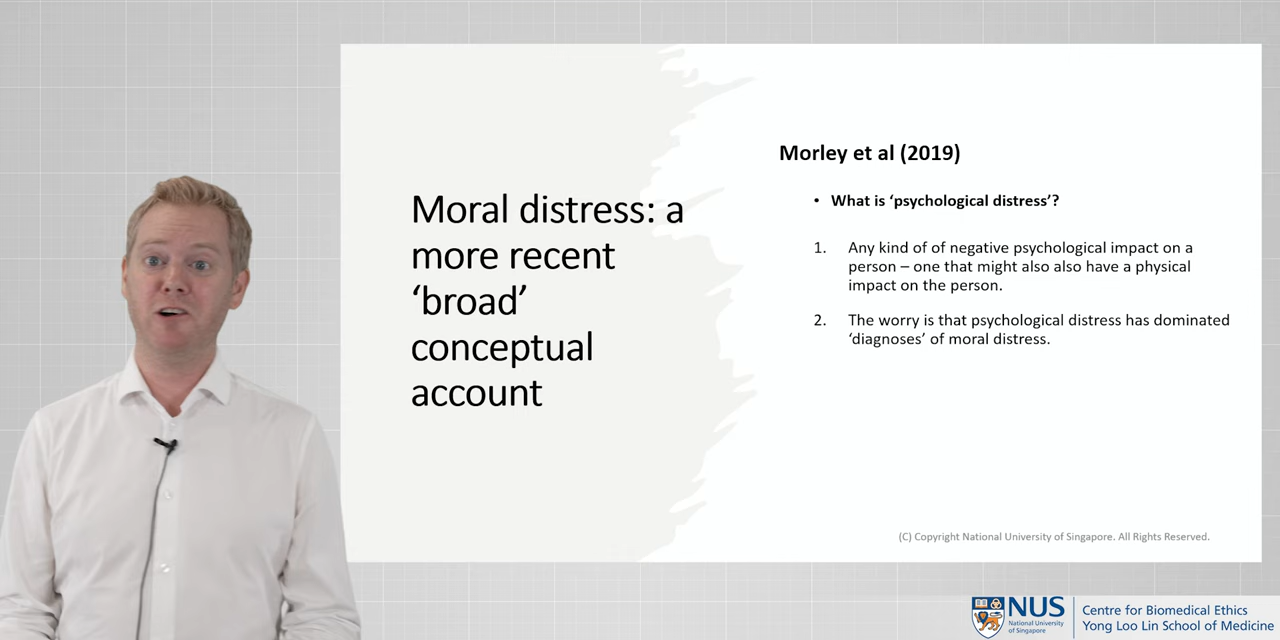 Moral distress: a
more recent
‘broad’
conceptual
account
Morley et al (2019)
• What is ‘psychological distress’?
1. Any kind of of negative psychological impact on a
person – one that might also also have a physical
impact on the person.
2. The worry is that psychological distress has dominated
‘diagnoses’ of moral distress.
(C) Copyright National University of Singapore. All Rights Reserved.
NUS
National University
of Singapore
Centre for Biomedical Ethics
Yong Loo Lin School of Medicine